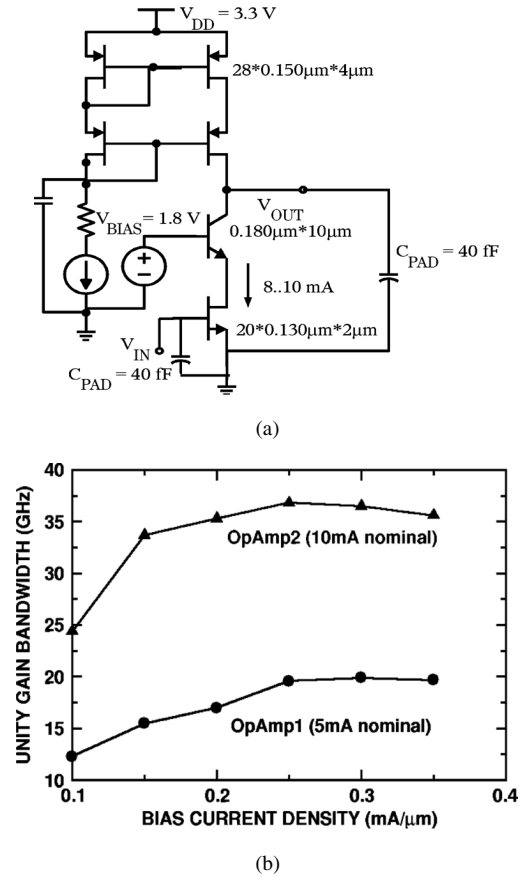 V_DD = 3.3 V
28*0.150μm*4μm
V_BIAS = 1.8 V
V_OUT
0.180μm*10μm
C_PAD = 40 fF
8..10 mA
V_IN
20*0.130μm*2μm
C_PAD = 40 fF
(a)
UNITY GAIN BANDWIDTH (GHz)
40
35
30
25
20
15
10
OpAmp2 (10mA nominal)
OpAmp1 (5mA nominal)
0.1
0.2
0.3
0.4
BIAS CURRENT DENSITY (mA/μm)
(b)